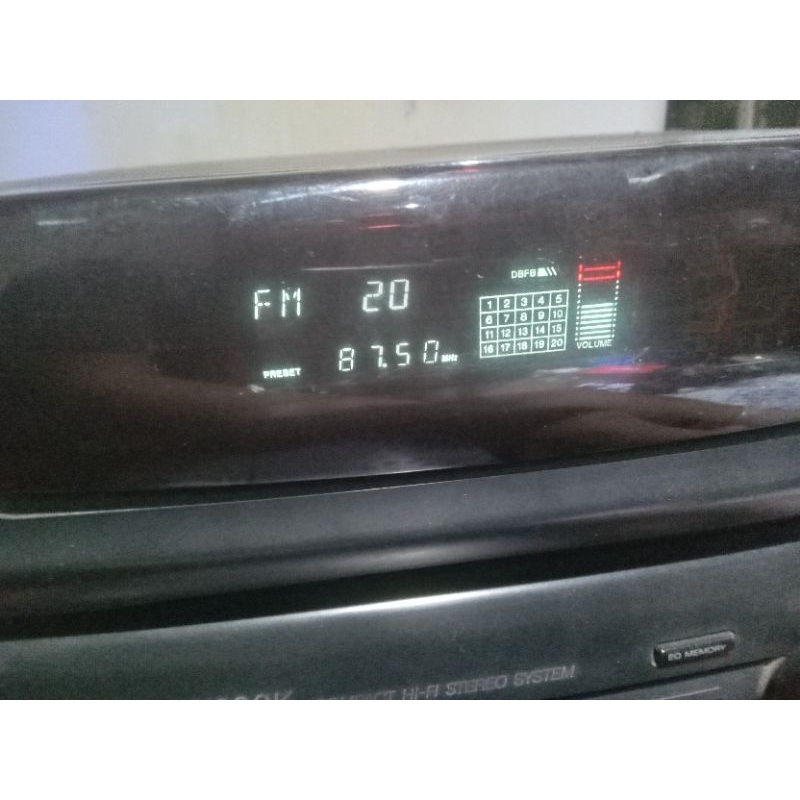 FM 20
DBFB
1 2 3 4 5
6 7 8 9 10
11 12 13 14 15
16 17 18 19 20
VOLUME
PRESET 87.50 MHz
EQ MEMORY
COMPACT HI-FI STEREO SYSTEM